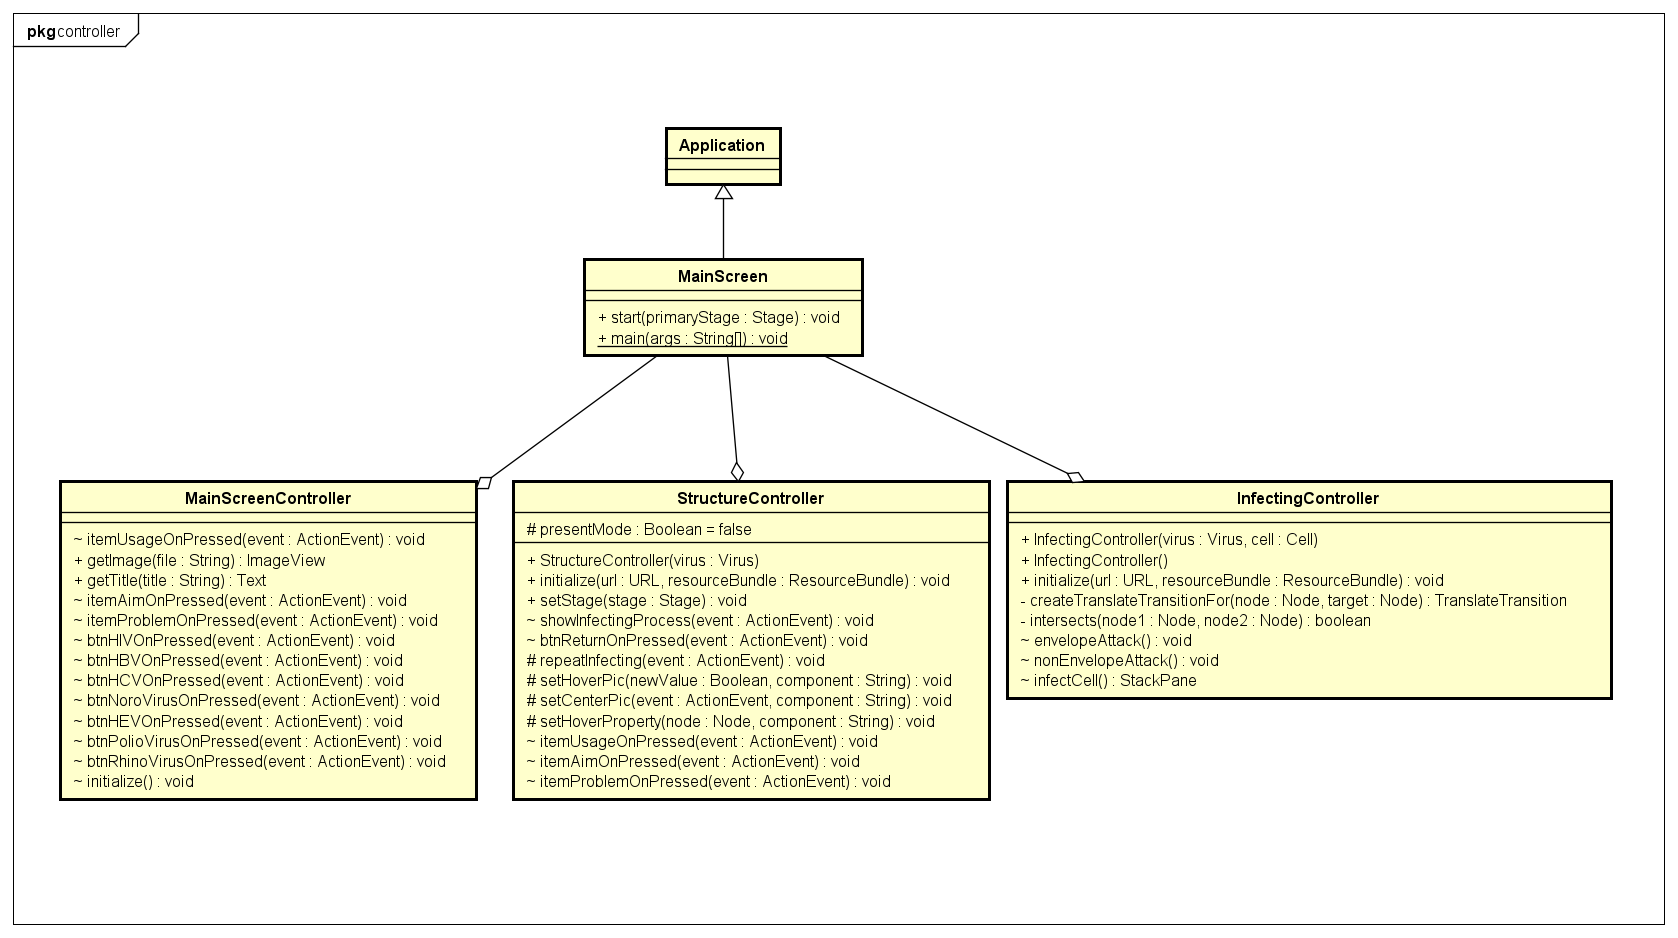 pkg controller
Application
MainScreen
+ start(primaryStage : Stage) : void
+ main(args : String[]) : void
MainScreenController
~ itemUsageOnPressed(event : ActionEvent) : void
+ getImage(file : String) : ImageView
+ getTitle(title : String) : Text
~ itemAimOnPressed(event : ActionEvent) : void
~ itemProblemOnPressed(event : ActionEvent) : void
~ btnHIVOnPressed(event : ActionEvent) : void
~ btnHBVOnPressed(event : ActionEvent) : void
~ btnHCVOnPressed(event : ActionEvent) : void
~ btnNoroVirusOnPressed(event : ActionEvent) : void
~ btnHEVOnPressed(event : ActionEvent) : void
~ btnPolioVirusOnPressed(event : ActionEvent) : void
~ btnRhinoVirusOnPressed(event : ActionEvent) : void
~ initialize() : void
StructureController
# presentMode : Boolean = false
+ StructureController(virus : Virus)
+ initialize(url : URL, resourceBundle : ResourceBundle) : void
+ setStage(stage : Stage) : void
~ showInfectingProcess(event : ActionEvent) : void
~ btnReturnOnPressed(event : ActionEvent) : void
# repeatInfecting(event : ActionEvent) : void
# setHoverPic(newValue : Boolean, component : String) : void
# setCenterPic(event : ActionEvent, component : String) : void
# setHoverProperty(node : Node, component : String) : void
~ itemUsageOnPressed(event : ActionEvent) : void
~ itemAimOnPressed(event : ActionEvent) : void
~ itemProblemOnPressed(event : ActionEvent) : void
InfectingController
+ InfectingController(virus : Virus, cell : Cell)
+ InfectingController()
+ initialize(url : URL, resourceBundle : ResourceBundle) : void
- createTranslateTransitionFor(node : Node, target : Node) : TranslateTransition
- intersects(node1 : Node, node2 : Node) : boolean
~ envelopeAttack() : void
~ nonEnvelopeAttack() : void
~ infectCell() : StackPane